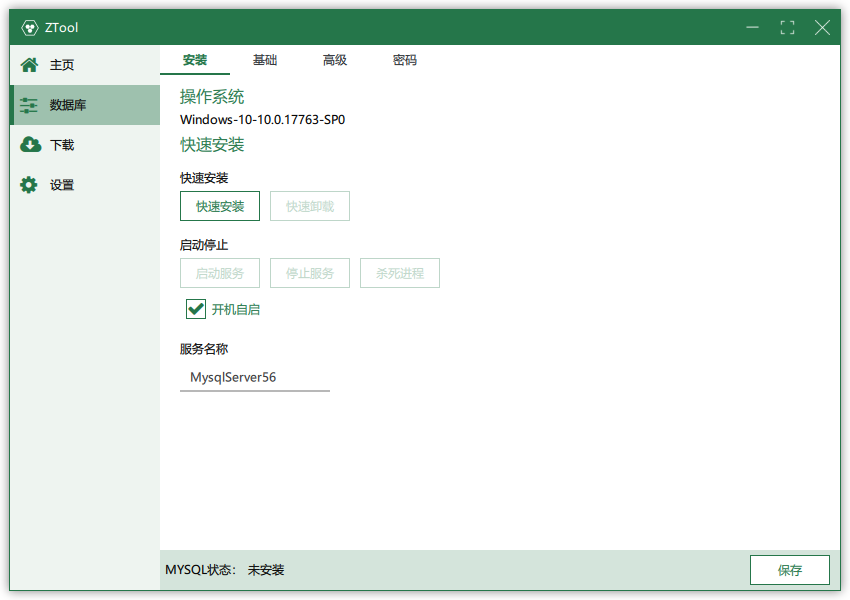 ZTool
主页
数据库
下载
设置
安装 基础 高级 密码
操作系统
Windows-10-10.0.17763-SP0
快速安装
快速安装
快速安装 快速卸载
启动停止
启动服务 停止服务 杀死进程
开机自启
服务名称
MysqlServer56
MYSQL状态: 未安装
保存